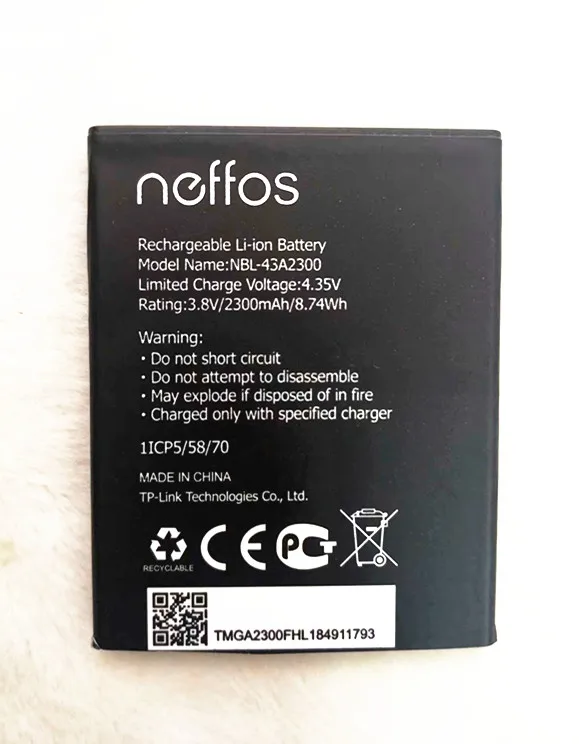 neffos
Rechargeable Li-ion Battery
Model Name:NBL-43A2300
Limited Charge Voltage:4.35V
Rating:3.8V/2300mAh/8.74Wh
Warning:
• Do not short circuit
• Do not attempt to disassemble
• May explode if disposed of in fire
• Charged only with specified charger
1ICP5/58/70
MADE IN CHINA
TP-Link Technologies Co., Ltd.
CE PCT
RECYCLABLE
TMGA2300FHL184911793